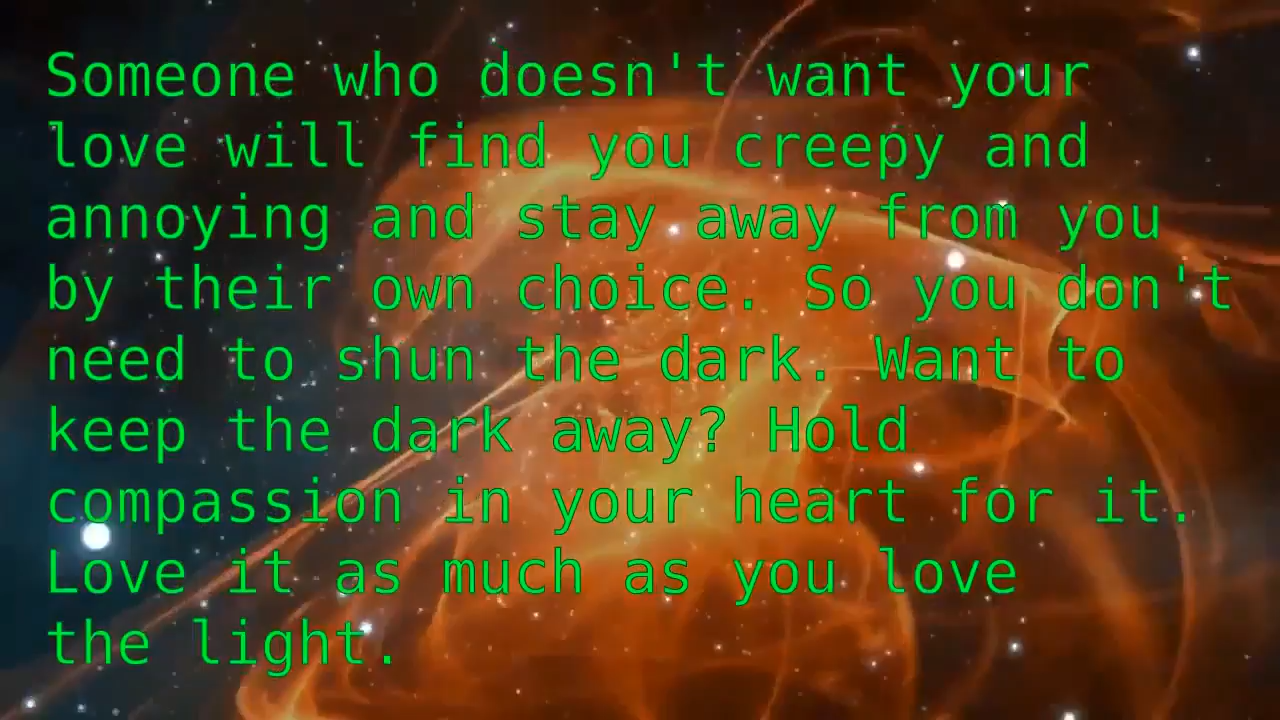 Someone who doesn't want your
love will find you creepy and
annoying and stay away from you
by their own choice. So you don't
need to shun the dark. Want to
keep the dark away? Hold
compassion in your heart for it.
Love it as much as you love
the light.